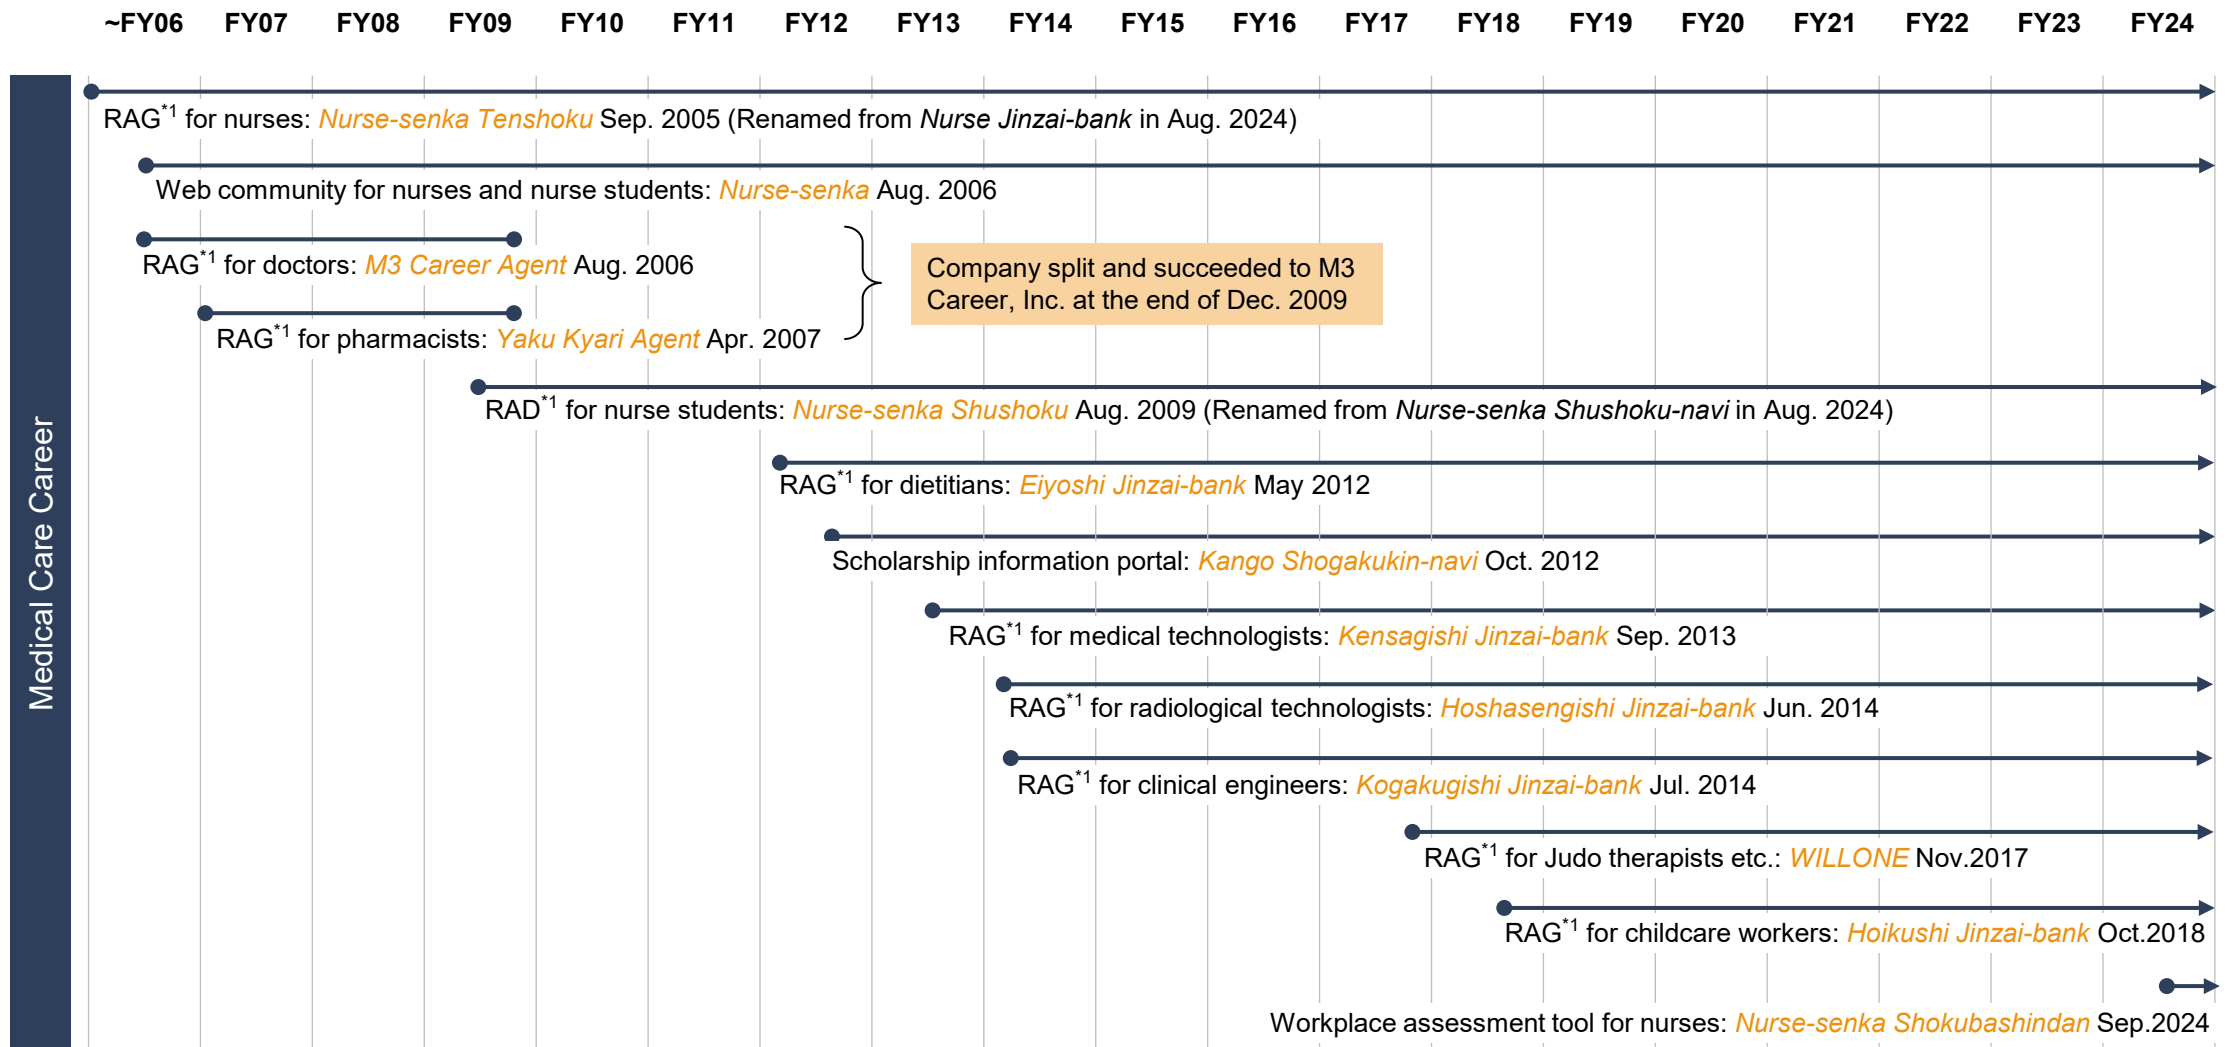 ~FY06 FY07 FY08 FY09 FY10 FY11 FY12 FY13 FY14 FY15 FY16 FY17 FY18 FY19 FY20 FY21 FY22 FY23 FY24
Medical Care Career
RAG*1 for nurses: Nurse-senka Tenshoku Sep. 2005 (Renamed from Nurse Jinzai-bank in Aug. 2024)
Web community for nurses and nurse students: Nurse-senka Aug. 2006
RAG*1 for doctors: M3 Career Agent Aug. 2006
Company split and succeeded to M3
Career, Inc. at the end of Dec. 2009
RAG*1 for pharmacists: Yaku Kyari Agent Apr. 2007
RAD*1 for nurse students: Nurse-senka Shushoku Aug. 2009 (Renamed from Nurse-senka Shushoku-navi in Aug. 2024)
RAG*1 for dietitians: Eiyoshi Jinzai-bank May 2012
Scholarship information portal: Kango Shogakukin-navi Oct. 2012
RAG*1 for medical technologists: Kensagishi Jinzai-bank Sep. 2013
RAG*1 for radiological technologists: Hoshasengishi Jinzai-bank Jun. 2014
RAG*1 for clinical engineers: Kogakugishi Jinzai-bank Jul. 2014
RAG*1 for Judo therapists etc.: WILLONE Nov.2017
RAG*1 for childcare workers: Hoikushi Jinzai-bank Oct.2018
Workplace assessment tool for nurses: Nurse-senka Shokubashindan Sep.2024